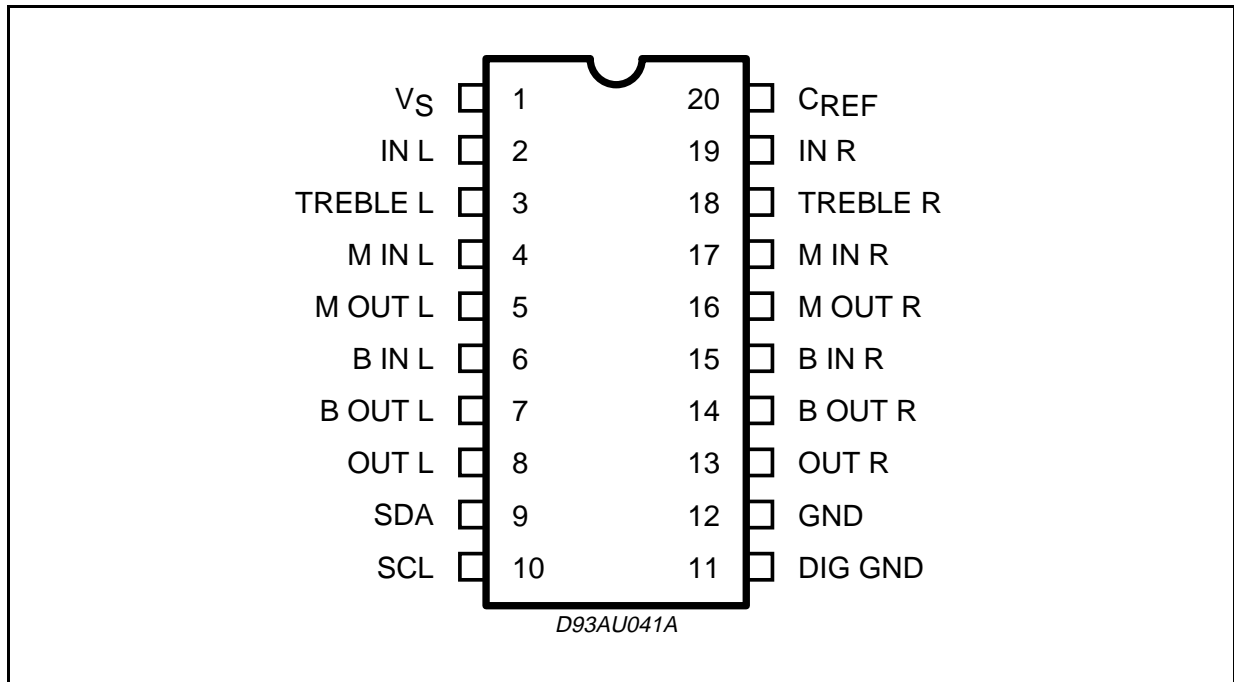 VS 1 20 CREF
IN L 2 19 IN R
TREBLE L 3 18 TREBLE R
M IN L 4 17 M IN R
M OUT L 5 16 M OUT R
B IN L 6 15 B IN R
B OUT L 7 14 B OUT R
OUT L 8 13 OUT R
SDA 9 12 GND
SCL 10 11 DIG GND
D93AU041A